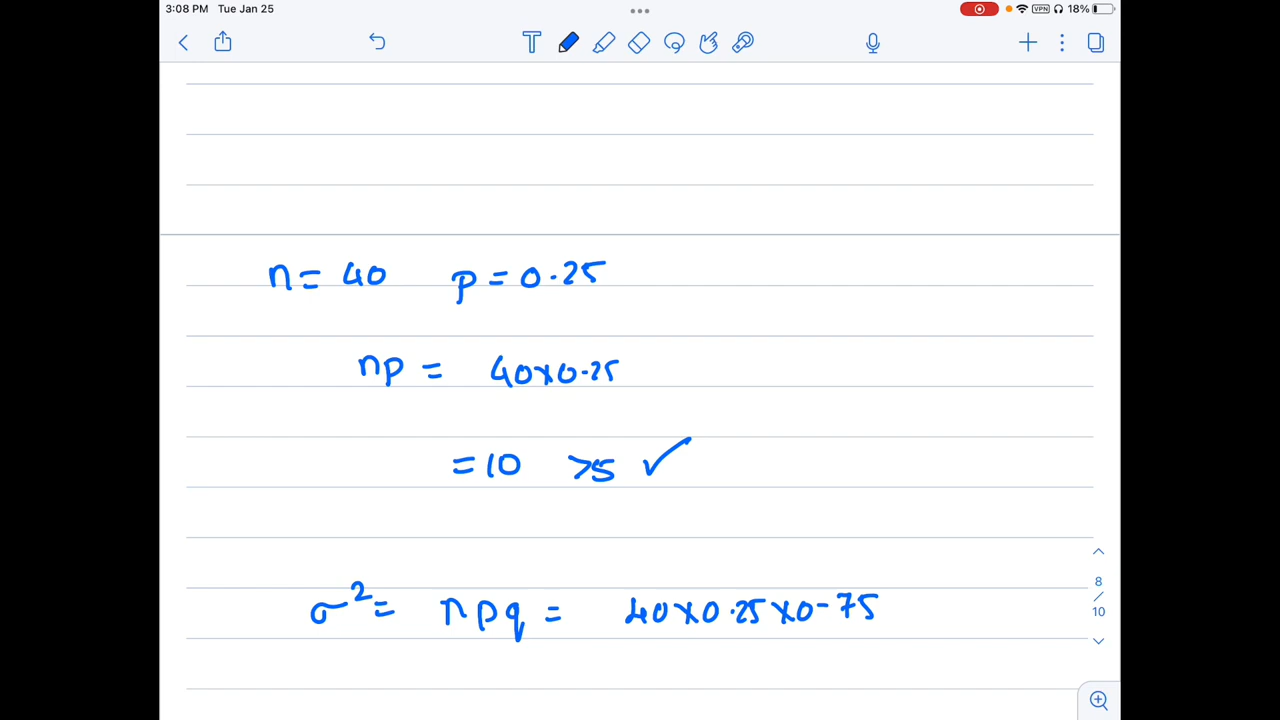 3:08 PM Tue Jan 25
VPN 18%
T
n = 40 p = 0.25
np = 40×0.25
= 10 >5 ✓
σ² = npq = 40×0.25×0.75
8
/
10